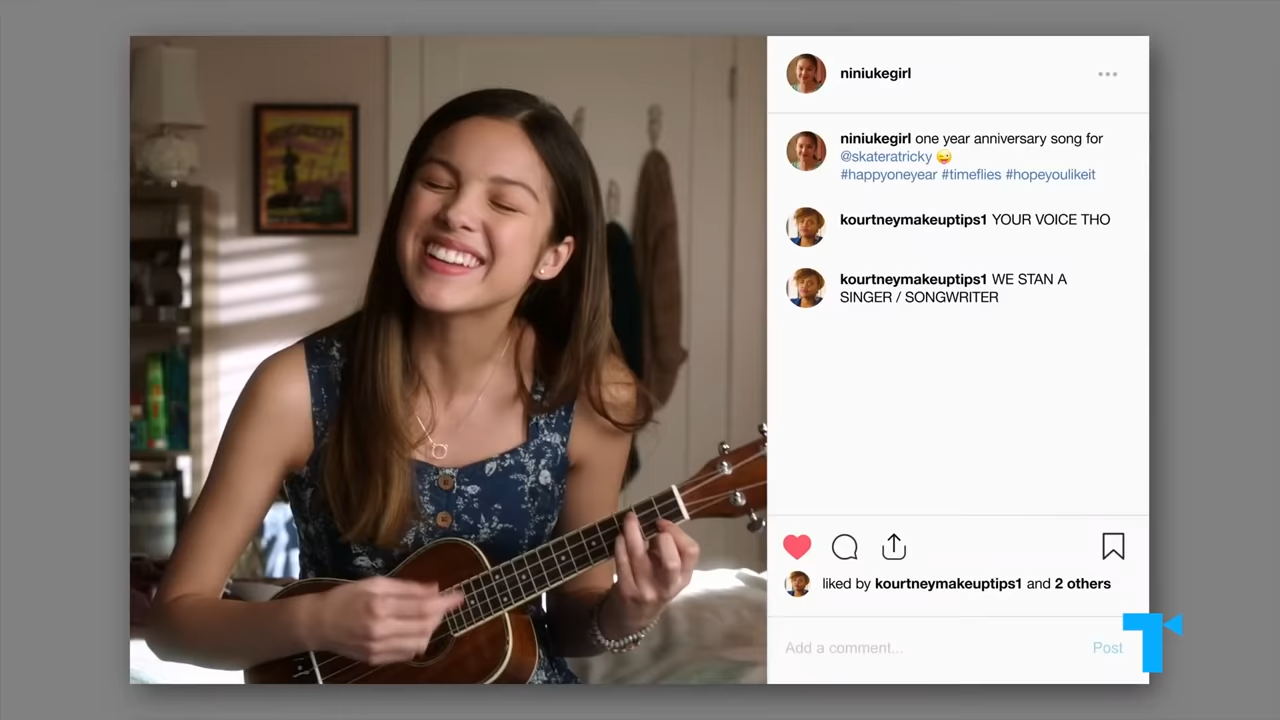 niniukegirl
niniukegirl one year anniversary song for
@skateratricky 😜
#happyoneyear #timeflies #hopeyoulikeit
kourtneymakeuptips1 YOUR VOICE THO
kourtneymakeuptips1 WE STAN A
SINGER / SONGWRITER
liked by kourtneymakeuptips1 and 2 others
Add a comment...
Post